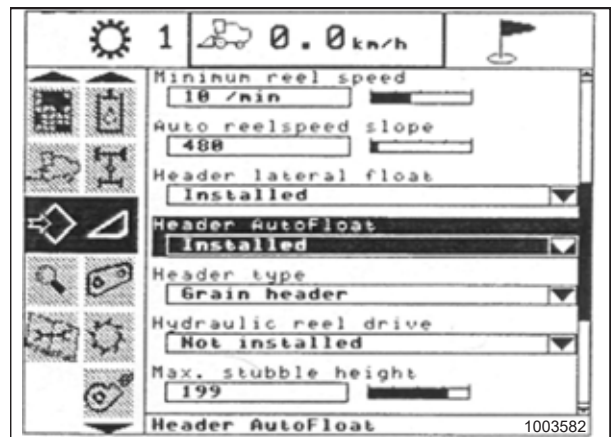 1 0.0km/h
Minimum reel speed
10 /min
Auto reelspeed slope
480
Header lateral float
Installed
Header AutoFloat
Installed
Header type
Grain header
Hydraulic reel drive
Not installed
Max. stubble height
199
Header AutoFloat
1003582